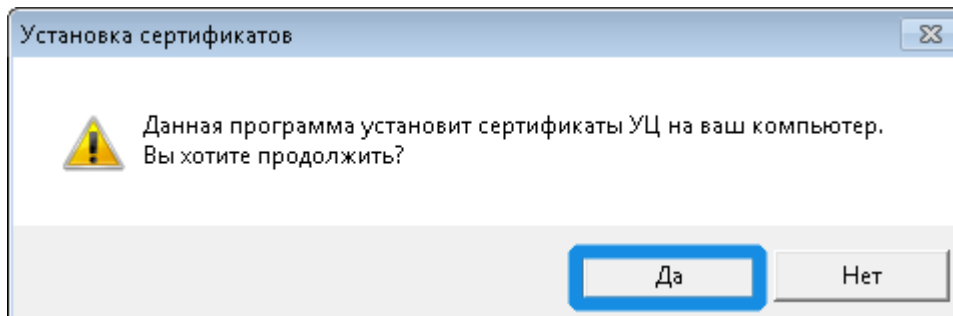 Установка сертификатов
Данная программа установит сертификаты УЦ на ваш компьютер.
Вы хотите продолжить?
Да
Нет